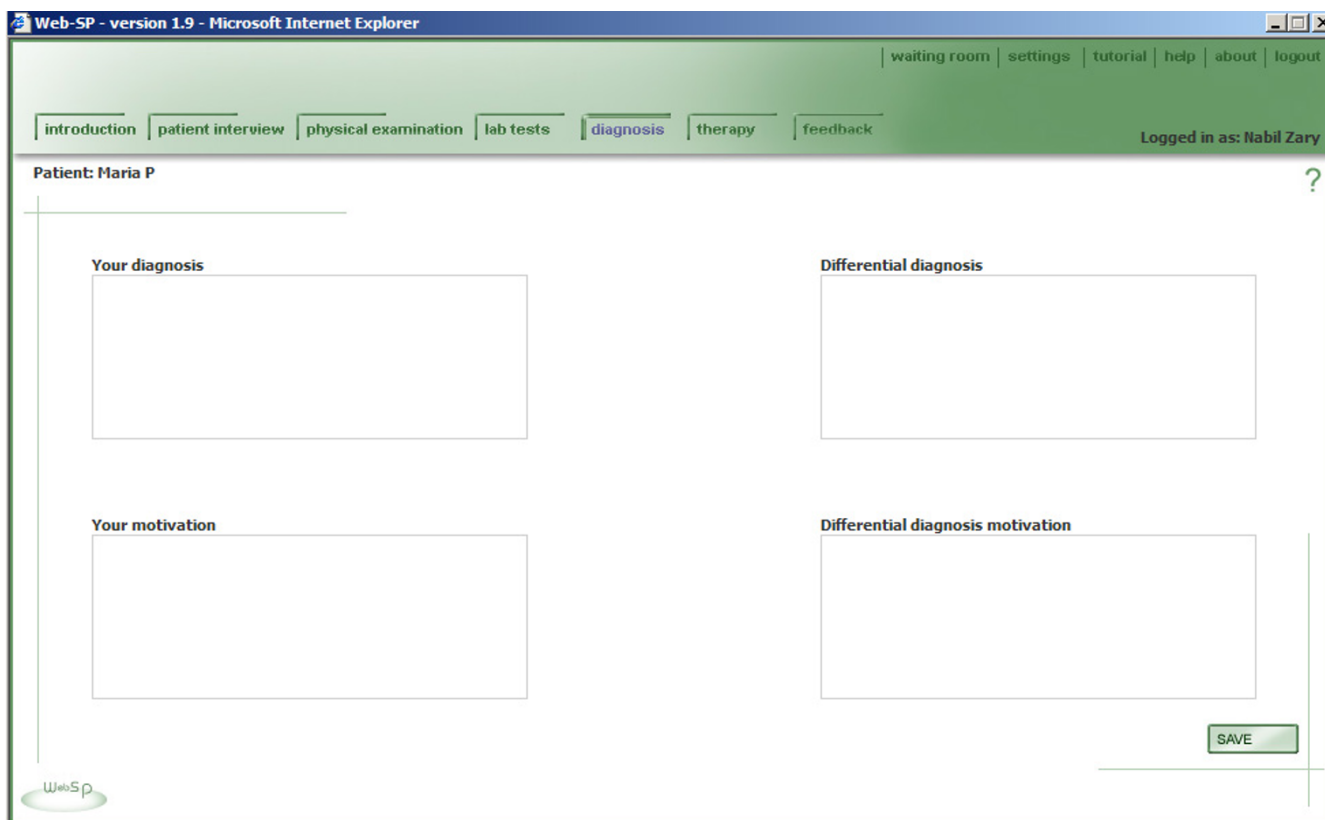 Web-SP - version 1.9 - Microsoft Internet Explorer
waiting room | settings | tutorial | help | about | logout
introduction patient interview physical examination lab tests diagnosis therapy feedback
Logged in as: Nabil Zary
Patient: Maria P
?
Your diagnosis
Differential diagnosis
Your motivation
Differential diagnosis motivation
SAVE
WebSp